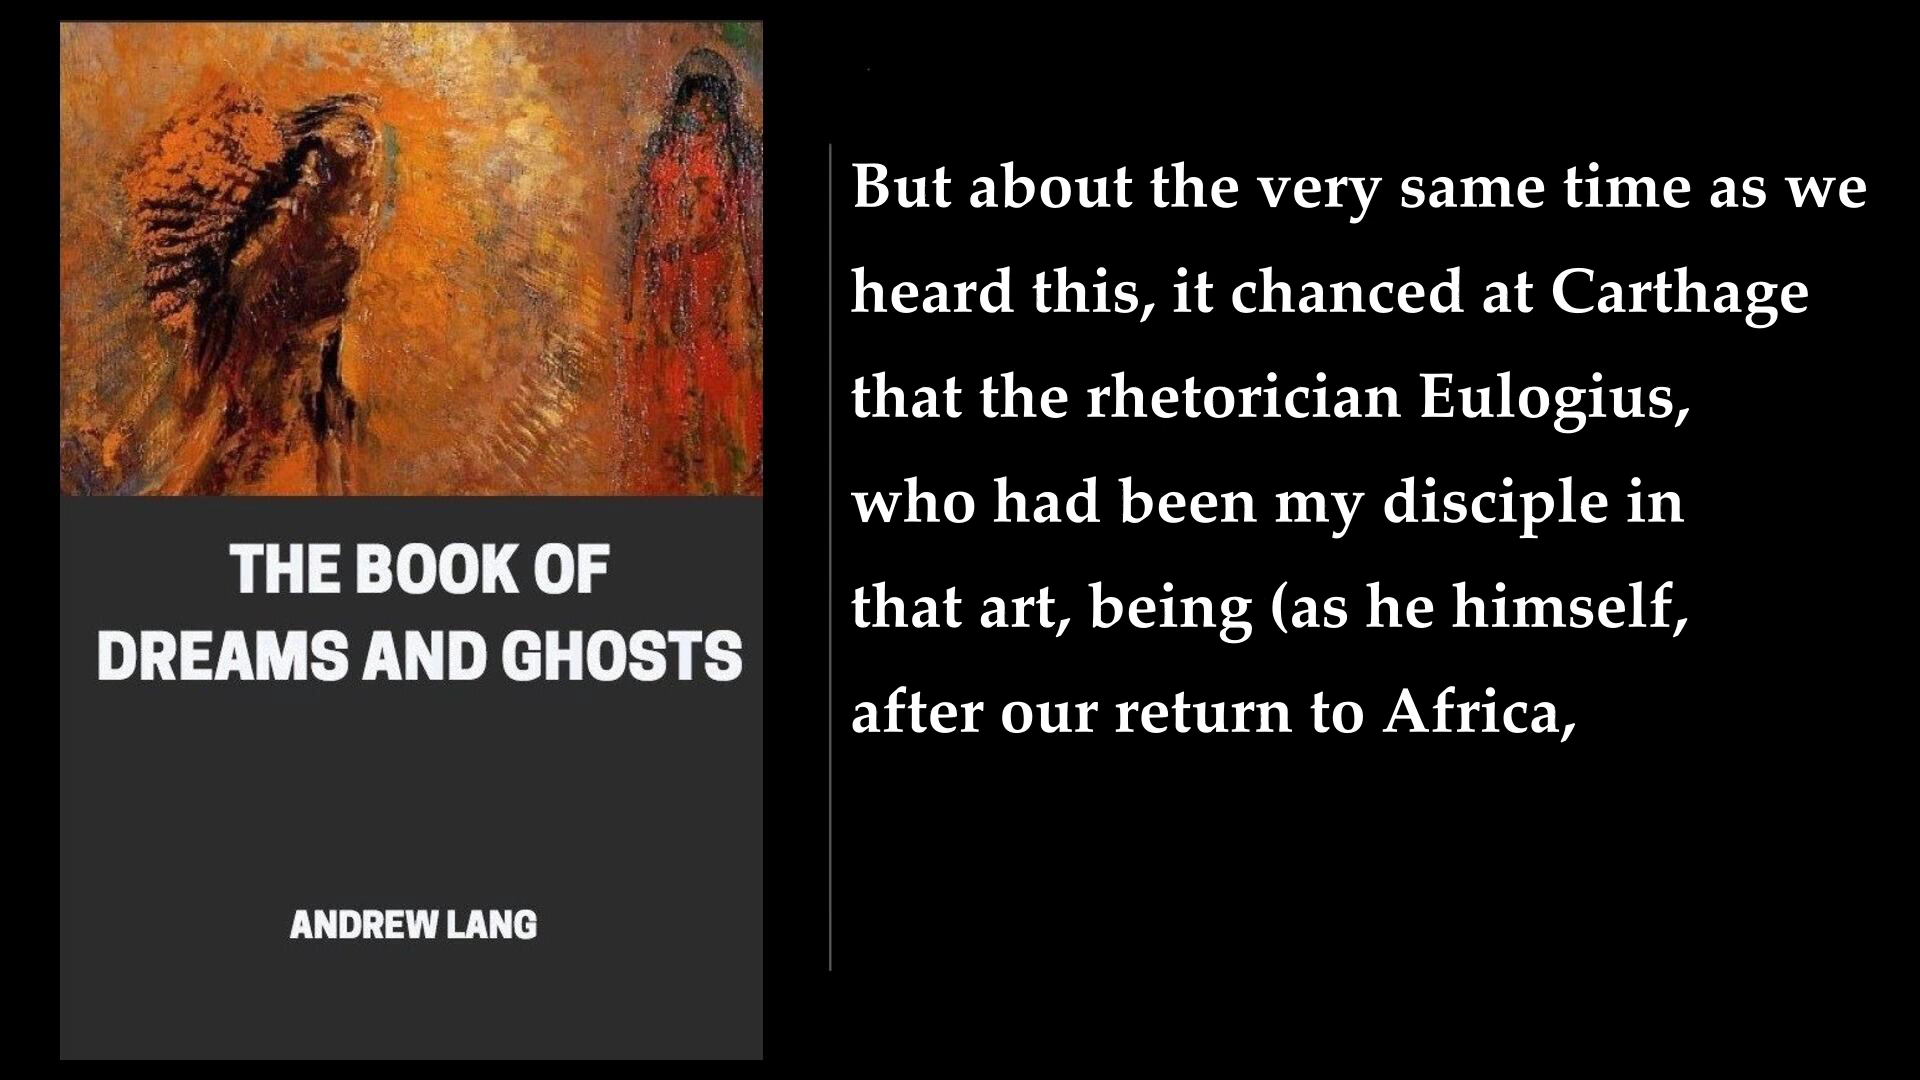 THE BOOK OF
DREAMS AND GHOSTS
ANDREW LANG
But about the very same time as we
heard this, it chanced at Carthage
that the rhetorician Eulogius,
who had been my disciple in
that art, being (as he himself,
after our return to Africa,